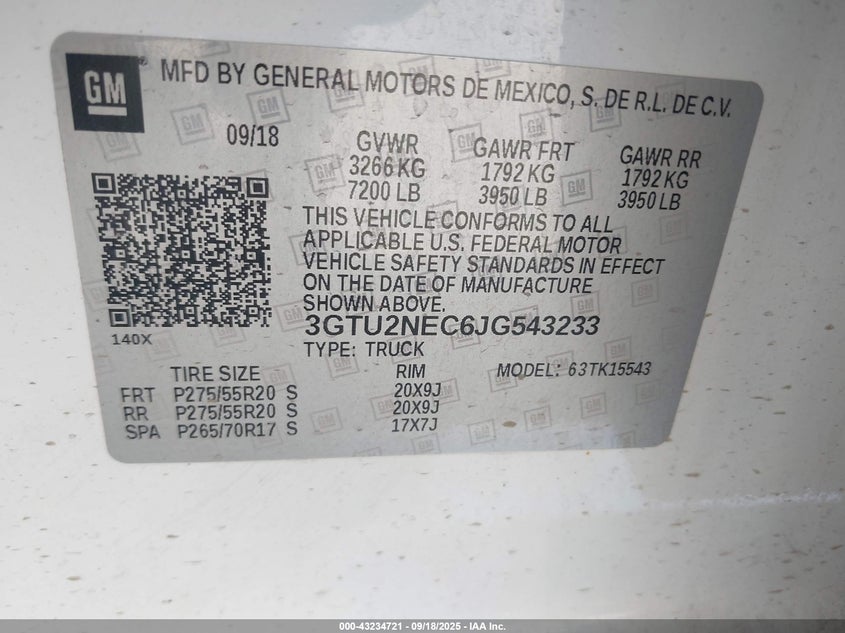 GM
MFD BY GENERAL MOTORS DE MEXICO, S. DE R.L. DE C.V.
09/18
GVWR GAWR FRT GAWR RR
3266 KG 1792 KG 1792 KG
7200 LB 3950 LB 3950 LB
THIS VEHICLE CONFORMS TO ALL
APPLICABLE U.S. FEDERAL MOTOR
VEHICLE SAFETY STANDARDS IN EFFECT
ON THE DATE OF MANUFACTURE
SHOWN ABOVE.
3GTU2NEC6JG543233
140X
TYPE: TRUCK
TIRE SIZE RIM MODEL: 63TK15543
FRT P275/55R20 S 20X9J
RR P275/55R20 S 20X9J
SPA P265/70R17 S 17X7J
000-43234721 - 09/18/2025 - IAA Inc.